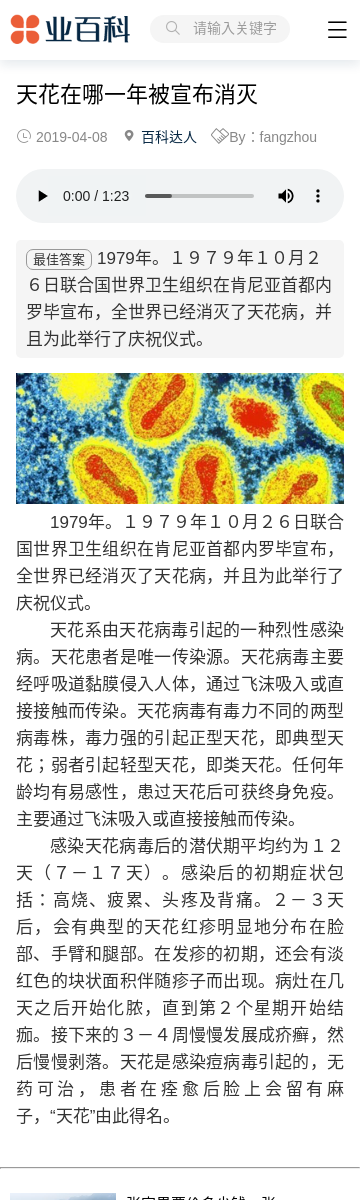 业百科
请输入关键字
天花在哪一年被宣布消灭
2019-04-08 百科达人 By：fangzhou
0:00 / 1:23
最佳答案 1979年。１９７９年１０月２
６日联合国世界卫生组织在肯尼亚首都内
罗毕宣布，全世界已经消灭了天花病，并
且为此举行了庆祝仪式。
1979年。１９７９年１０月２６日联合
国世界卫生组织在肯尼亚首都内罗毕宣布，
全世界已经消灭了天花病，并且为此举行了
庆祝仪式。
天花系由天花病毒引起的一种烈性感染
病。天花患者是唯一传染源。天花病毒主要
经呼吸道黏膜侵入人体，通过飞沫吸入或直
接接触而传染。天花病毒有毒力不同的两型
病毒株，毒力强的引起正型天花，即典型天
花；弱者引起轻型天花，即类天花。任何年
龄均有易感性，患过天花后可获终身免疫。
主要通过飞沫吸入或直接接触而传染。
感染天花病毒后的潜伏期平均约为１２
天（７－１７天）。感染后的初期症状包
括：高烧、疲累、头疼及背痛。２－３天
后，会有典型的天花红疹明显地分布在脸
部、手臂和腿部。在发疹的初期，还会有淡
红色的块状面积伴随疹子而出现。病灶在几
天之后开始化脓，直到第２个星期开始结
痂。接下来的３－４周慢慢发展成疥癣，然
后慢慢剥落。天花是感染痘病毒引起的，无
药可治，患者在痊愈后脸上会留有麻
子，“天花”由此得名。